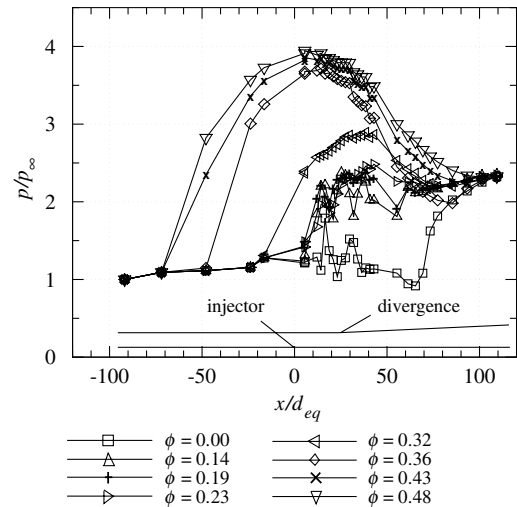 4
3
2
1
0
p/p∞
injector
divergence
-100 -50 0 50 100
x/d_eq
ϕ = 0.00 ϕ = 0.32
ϕ = 0.14 ϕ = 0.36
ϕ = 0.19 ϕ = 0.43
ϕ = 0.23 ϕ = 0.48